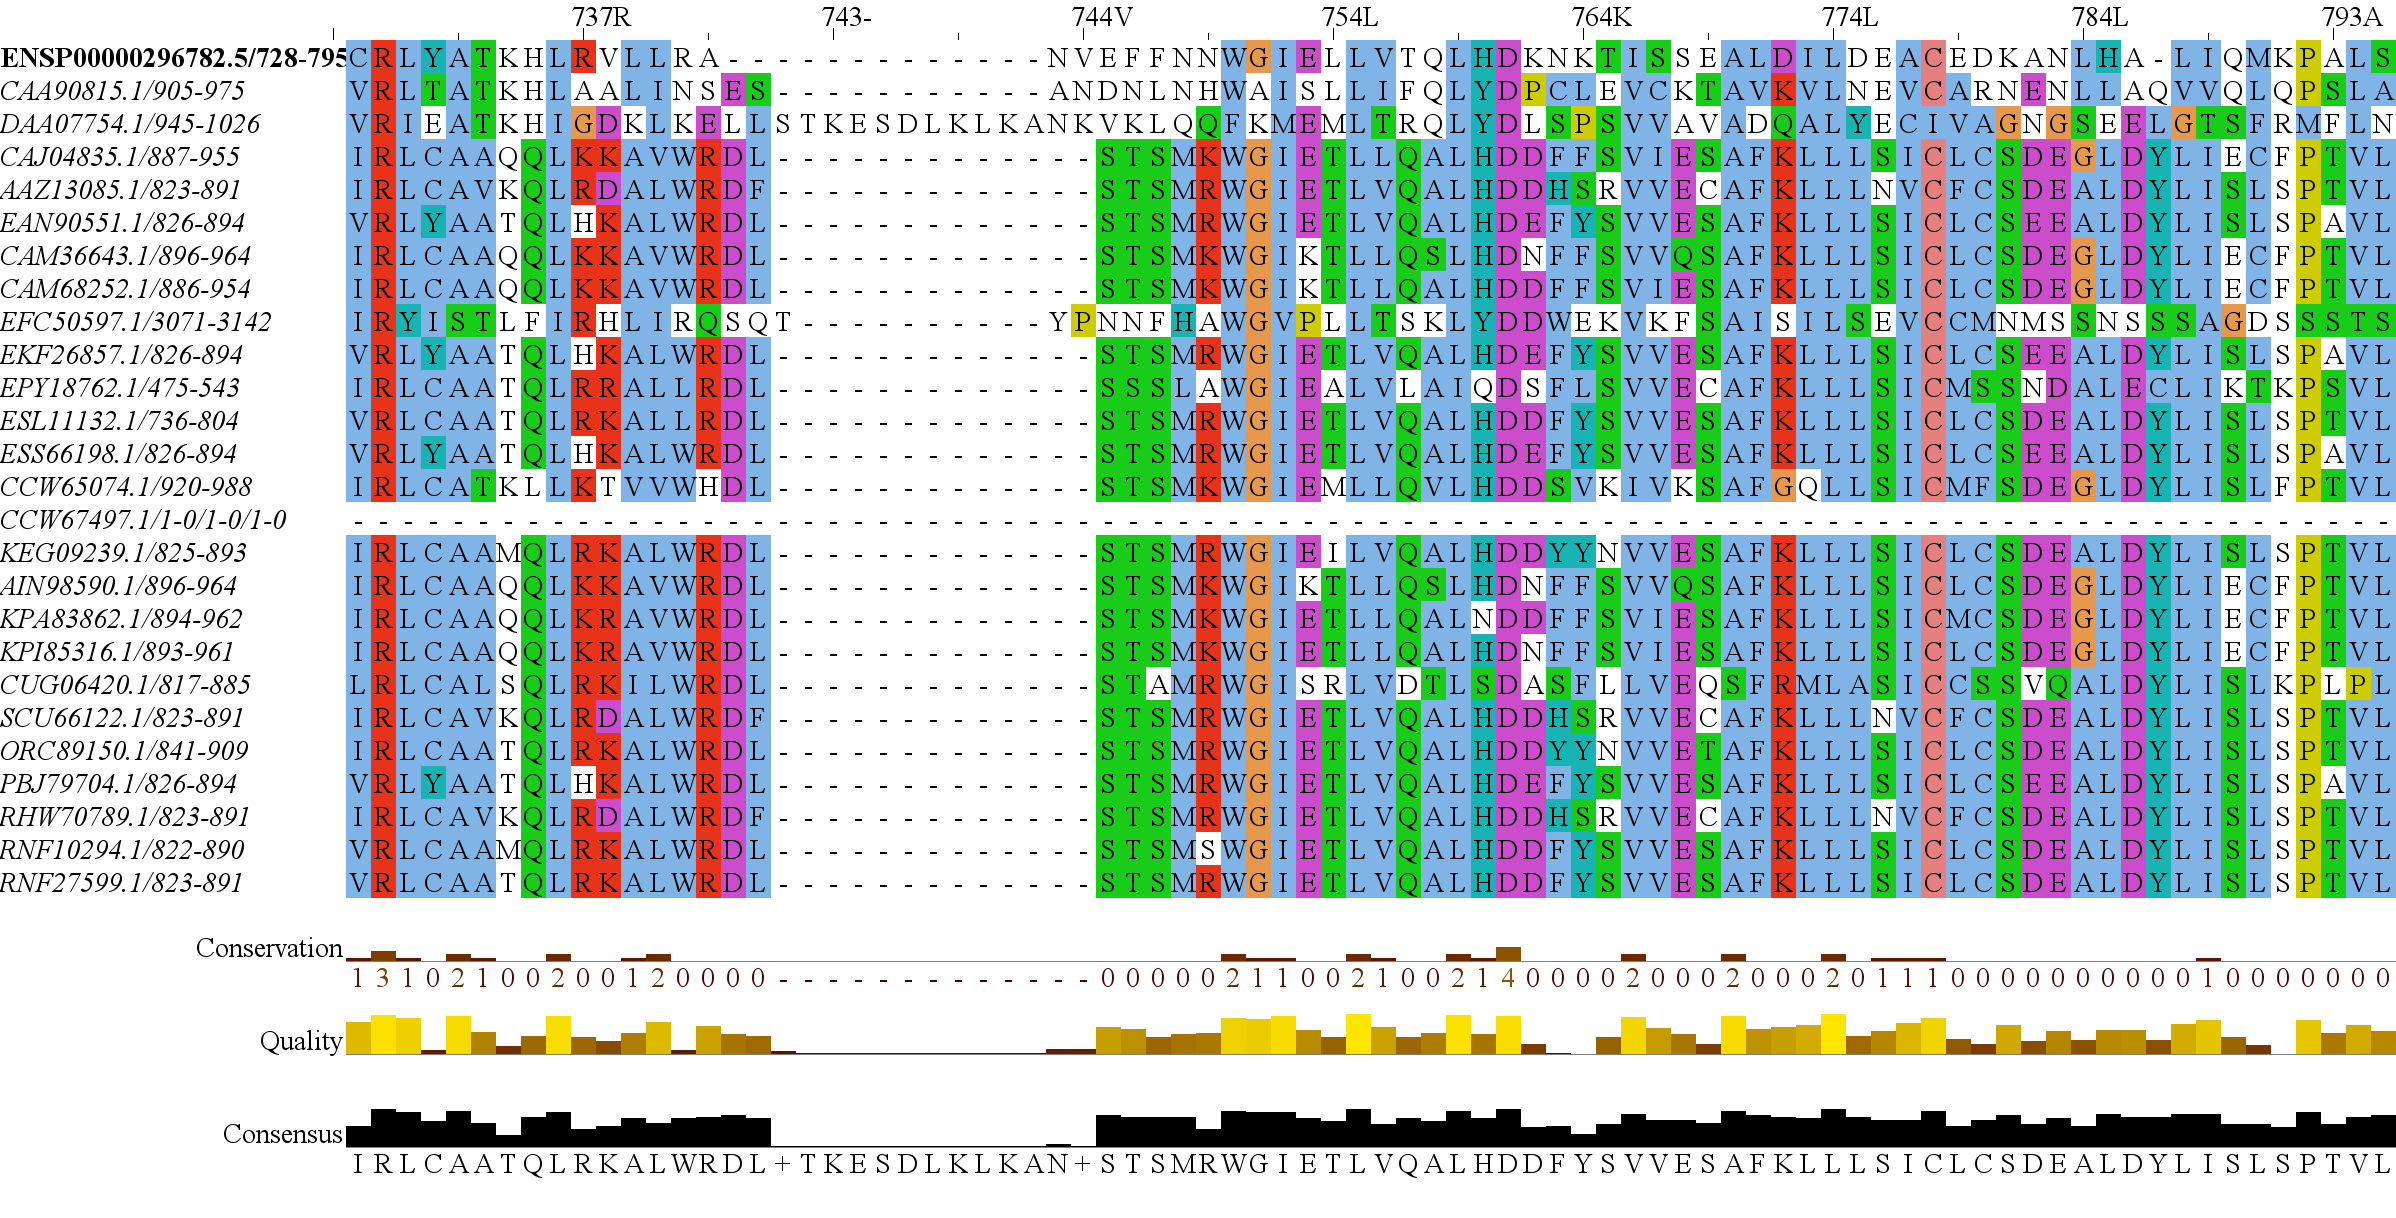 737R 743- 744V 754L 764K 774L 784L 793A
ENSP00000296782.5/728-795 CRLYATKHLRVLLRA-------------NVEFFNNWGIELLVTQLHDKNKTISSEALDILDEACEDKANLHA-LIQMKPALS
CAA90815.1/905-975 VRLTATKHLAALINSES-----------ANDNLNHWAISLLIFQLYDPCLEVCKTAVKVLNEVCARNENLLAQVVQLQPSLA
DAA07754.1/945-1026 VRIEATKHIGDKLKELLSTKESDLKLKANKVKLQQFKMEMLTRQLYDLSPSVVAVADQALYECIVAGNGSEELGTSFRMFLN
CAJ04835.1/887-955 IRLCAAQQLKKAVWRDL-------------STSMKWGIETLLQALHDDFFSVIESAFKLLLSICLCSDEGLDYLIECFPTVL
AAZ13085.1/823-891 IRLCAVKQLRDALWRDF-------------STSMRWGIETLVQALHDDHSRVVECAFKLLLNVCFCSDEALDYLISLSPTVL
EAN90551.1/826-894 VRLYAATQLHKALWRDL-------------STSMRWGIETLVQALHDEFYSVVESAFKLLLSICLCSEEALDYLISLSPAVL
CAM36643.1/896-964 IRLCAAQQLKKAVWRDL-------------STSMKWGIKTLLQSLHDNFFSVVQSAFKLLLSICLCSDEGLDYLIECFPTVL
CAM68252.1/886-954 IRLCAAQQLKKAVWRDL-------------STSMKWGIKTLLQALHDDFFSVIESAFKLLLSICLCSDEGLDYLIECFPTVL
EFC50597.1/3071-3142 IRYISTLFIRHLIRQSQT----------YPNNFHAWGVPLLTSKLYDDWEKVKFSAISILSEVCCMNMSSNSSSAGDSSSTS
EKF26857.1/826-894 VRLYAATQLHKALWRDL-------------STSMRWGIETLVQALHDEFYSVVESAFKLLLSICLCSEEALDYLISLSPAVL
EPY18762.1/475-543 IRLCAATQLRRALLRDL-------------SSSLAWGIEALVLAIQDSFLSVVECAFKLLLSICMSSNDALECLIKTKPSVL
ESL11132.1/736-804 VRLCAATQLRKALLRDL-------------STSMRWGIETLVQALHDDFYSVVESAFKLLLSICLCSDEALDYLISLSPTVL
ESS66198.1/826-894 VRLYAATQLHKALWRDL-------------STSMRWGIETLVQALHDEFYSVVESAFKLLLSICLCSEEALDYLISLSPAVL
CCW65074.1/920-988 IRLCATKLLKTVVWHDL-------------STSMKWGIEMLLQVLHDDSVKIVKSAFGQLLSICMFSDEGLDYLISLFPTVL
CCW67497.1/1-0/1-0/1-0 ----------------------------------------------------------------------------------
KEG09239.1/825-893 IRLCAAMQLRKALWRDL-------------STSMRWGIEILVQALHDDYYNVVESAFKLLLSICLCSDEALDYLISLSPTVL
AIN98590.1/896-964 IRLCAAQQLKKAVWRDL-------------STSMKWGIKTLLQSLHDNFFSVVQSAFKLLLSICLCSDEGLDYLIECFPTVL
KPA83862.1/894-962 IRLCAAQQLKRAVWRDL-------------STSMKWGIETLLQALNDDFFSVIESAFKLLLSICMCSDEGLDYLIECFPTVL
KPI85316.1/893-961 IRLCAAQQLKRAVWRDL-------------STSMKWGIETLLQALHDNFFSVIESAFKLLLSICLCSDEGLDYLIECFPTVL
CUG06420.1/817-885 LRLCALSQLRKILWRDL-------------STAMRWGISRLVDTLSDASFLLVEQSFRMLASICCSSVQALDYLISLKPLPL
SCU66122.1/823-891 IRLCAVKQLRDALWRDF-------------STSMRWGIETLVQALHDDHSRVVECAFKLLLNVCFCSDEALDYLISLSPTVL
ORC89150.1/841-909 IRLCAATQLRKALWRDL-------------STSMRWGIETLVQALHDDYYNVVETAFKLLLSICLCSDEALDYLISLSPTVL
PBJ79704.1/826-894 VRLYAATQLHKALWRDL-------------STSMRWGIETLVQALHDEFYSVVESAFKLLLSICLCSEEALDYLISLSPAVL
RHW70789.1/823-891 IRLCAVKQLRDALWRDF-------------STSMRWGIETLVQALHDDHSRVVECAFKLLLNVCFCSDEALDYLISLSPTVL
RNF10294.1/822-890 VRLCAAMQLRKALWRDL-------------STSMSWGIETLVQALHDDFYSVVESAFKLLLSICLCSDEALDYLISLSPTVL
RNF27599.1/823-891 VRLCAATQLRKALWRDL-------------STSMRWGIETLVQALHDDFYSVVESAFKLLLSICLCSDEALDYLISLSPTVL
Conservation
13102100200120000-------------0000021100210021400002000200020111000000000010000000
Quality
Consensus
IRLCAATQLRKALWRDL+TKESDLKLKAN+STSMRWGIETLVQALHDDFYSVVESAFKLLLSICLCSDEALDYLISLSPTVL